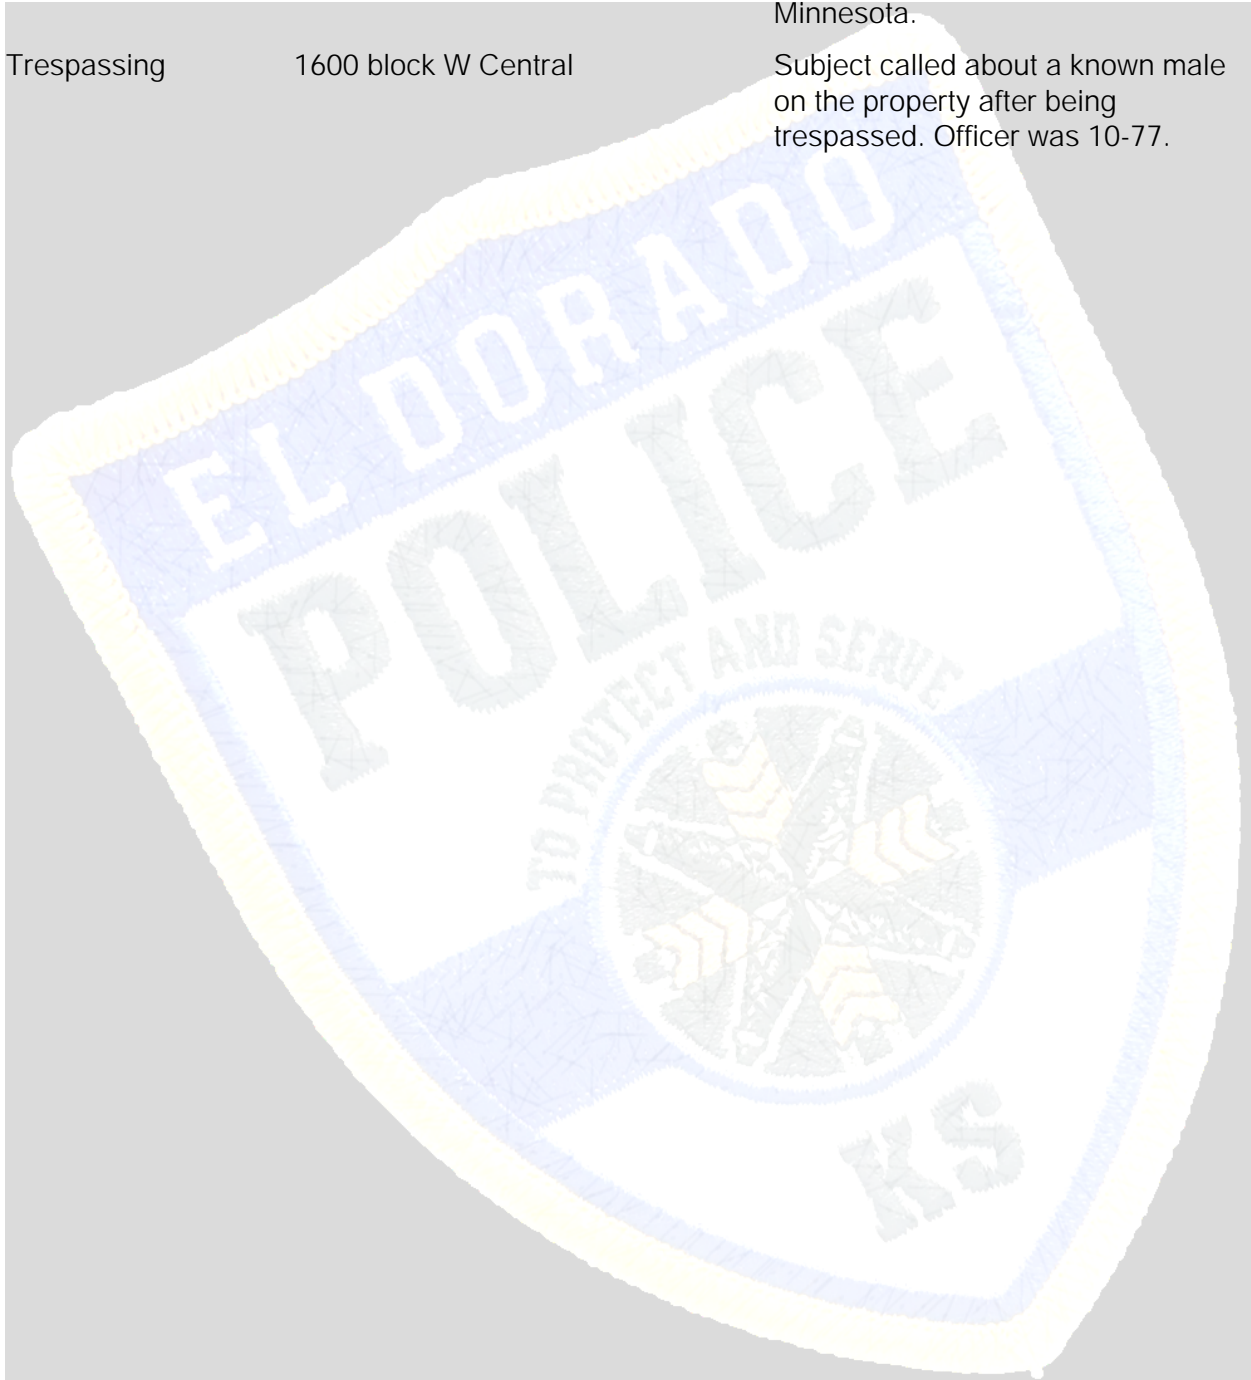 Minnesota.
Trespassing 1600 block W Central Subject called about a known male
on the property after being
trespassed. Officer was 10-77.
EL DORADO
POLICE
TO PROTECT AND SERVE
KS